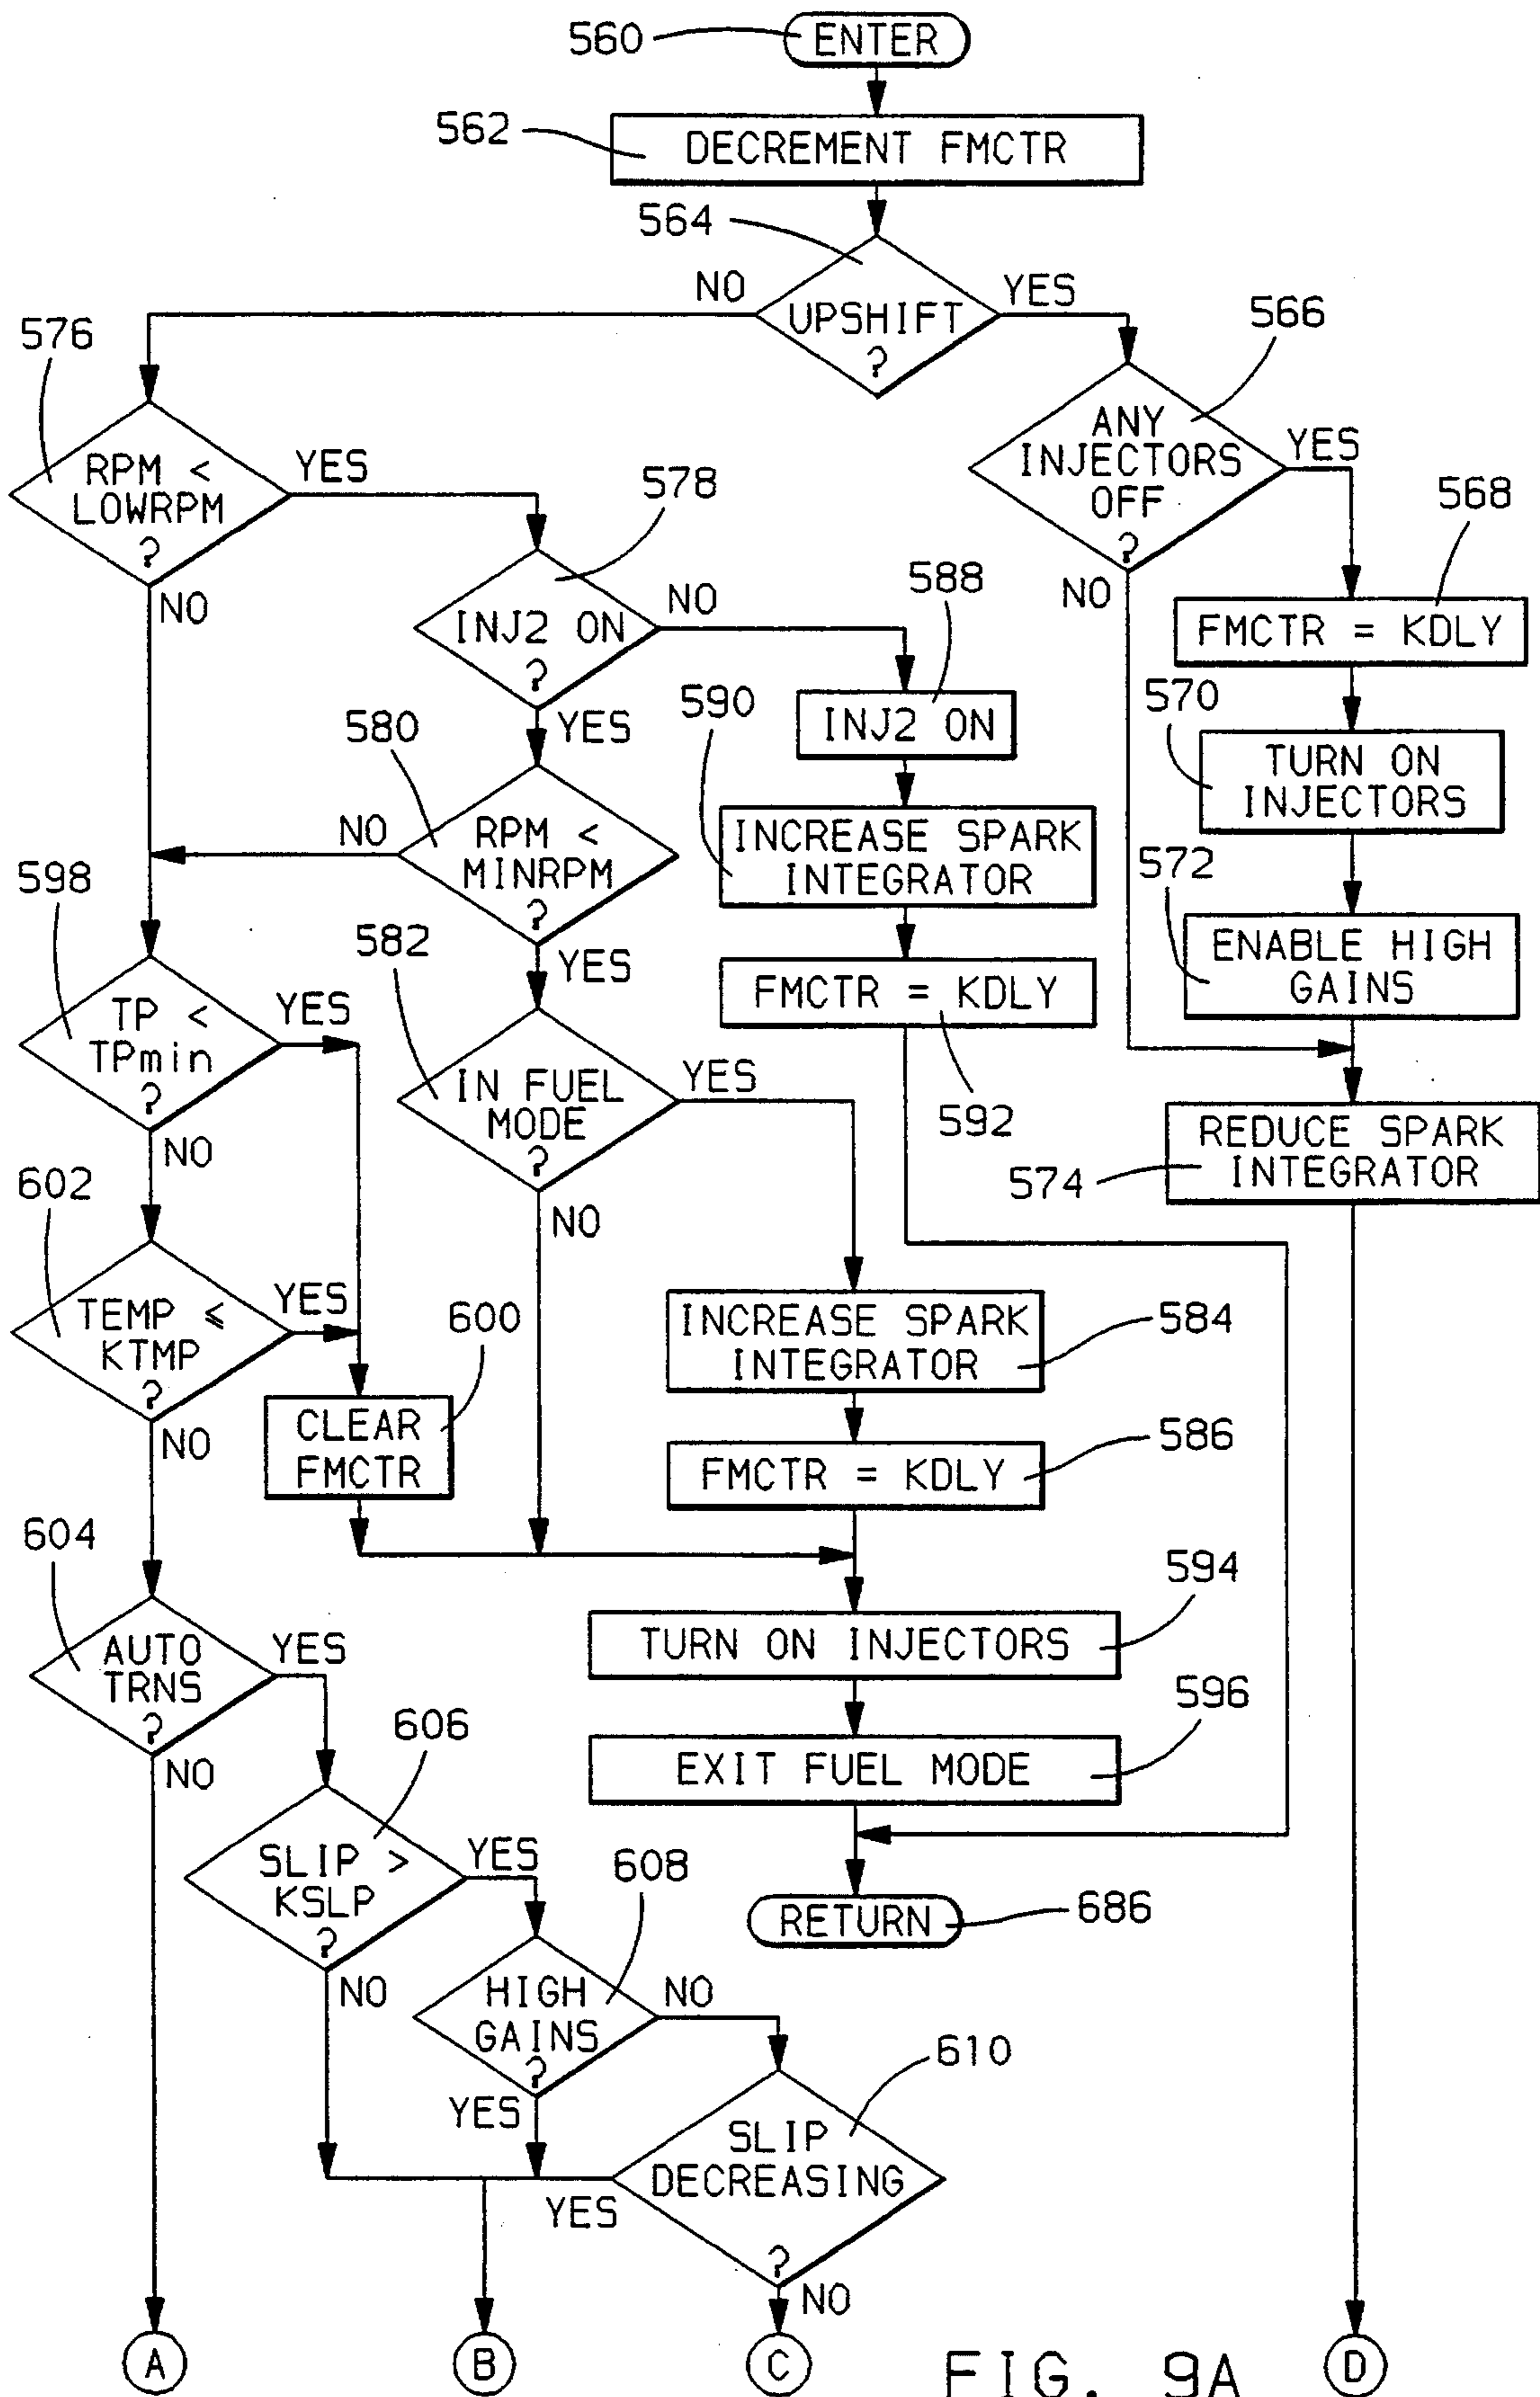 560
ENTER
562
DECREMENT FMCTR
564
NO
UPSHIFT
?
YES
566
576
ANY
INJECTORS
OFF
?
YES
NO
RPM <
LOWRPM
?
YES
NO
578
568
INJ2 ON
?
NO
YES
588
FMCTR = KDLY
570
TURN ON
INJECTORS
590
INJ2 ON
580
NO
RPM <
MINRPM
?
YES
INCREASE SPARK
INTEGRATOR
572
ENABLE HIGH
GAINS
598
582
FMCTR = KDLY
592
TP <
TPmin
?
YES
NO
IN FUEL
MODE
?
YES
NO
REDUCE SPARK
INTEGRATOR
574
602
TEMP ⩽
KTMP
?
YES
NO
600
INCREASE SPARK
INTEGRATOR
584
CLEAR
FMCTR
FMCTR = KDLY
586
604
594
TURN ON INJECTORS
AUTO
TRNS
?
YES
NO
596
EXIT FUEL MODE
606
SLIP >
KSLP
?
YES
NO
608
RETURN
686
HIGH
GAINS
?
NO
YES
610
SLIP
DECREASING
?
YES
NO
A
B
C
D
FIG. 9A